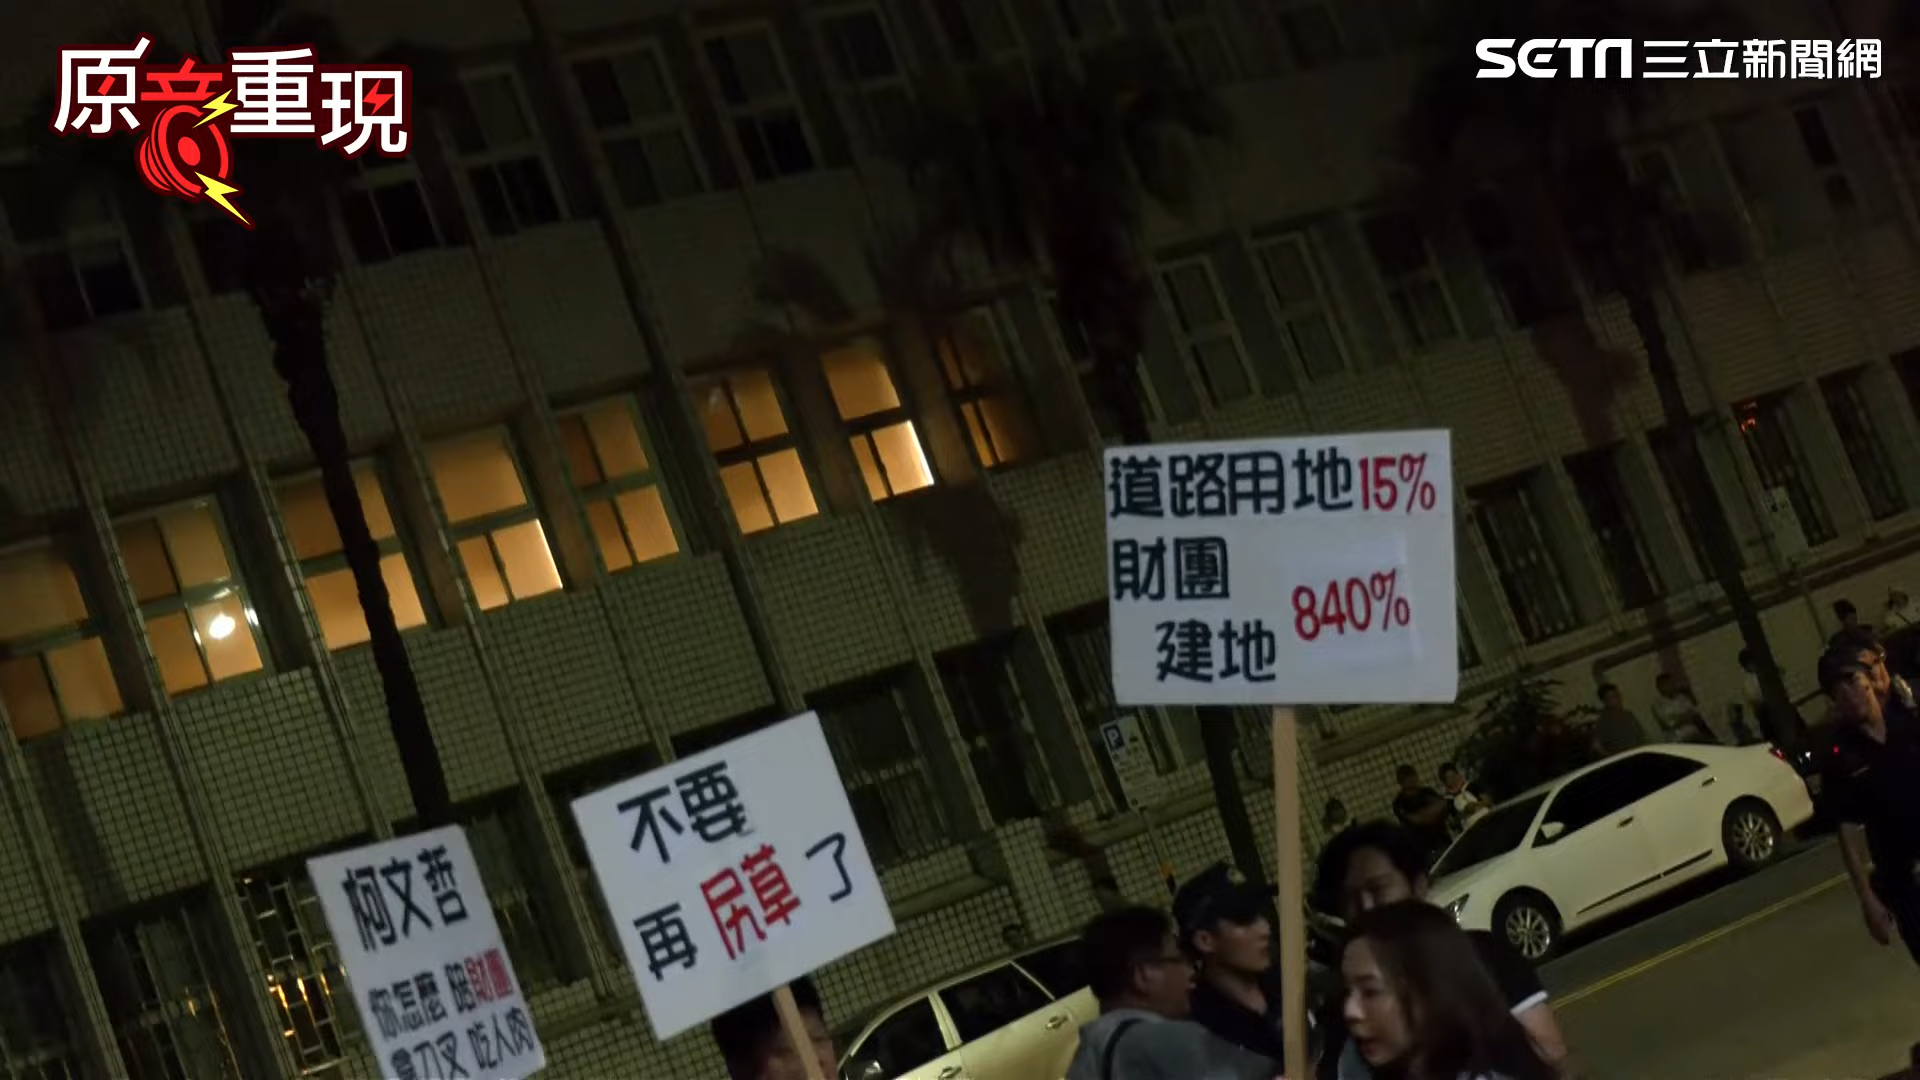 原音重現
SETN三立新聞網
道路用地15%
財團
建地 840%
P
不要
再尻草了
柯文哲
你怎麼 陪財團
拿刀叉 吃人肉